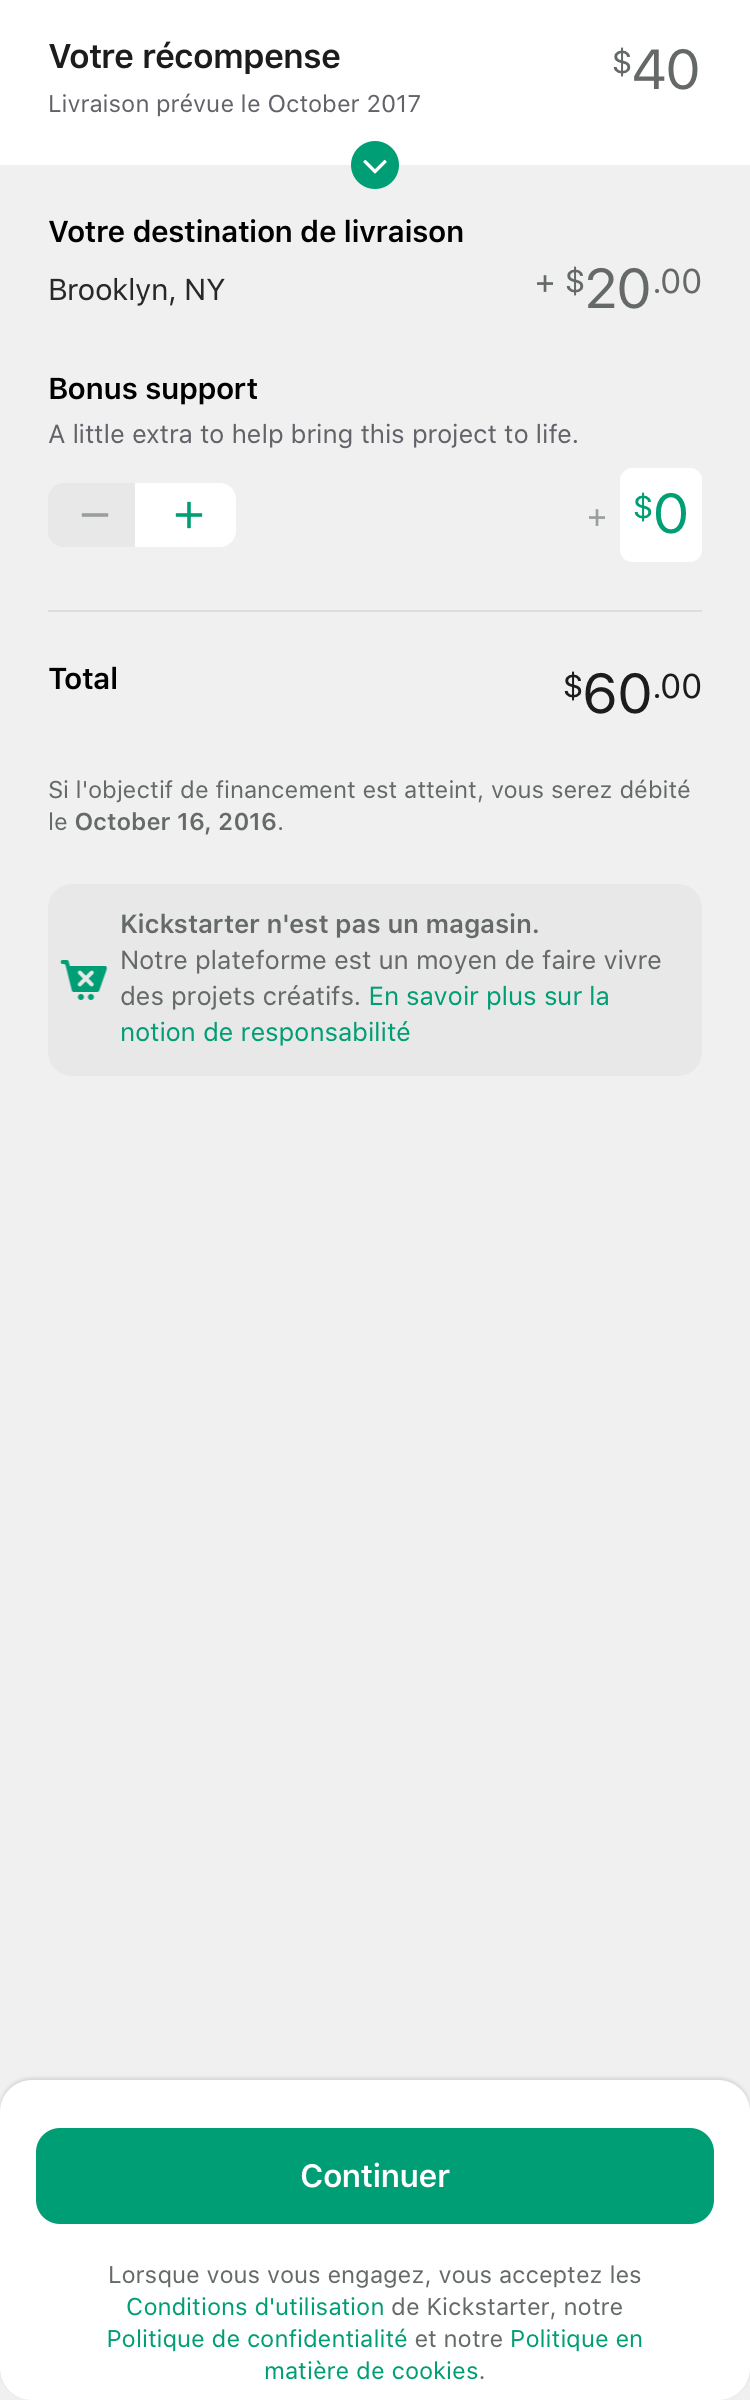 Votre récompense
$40
Livraison prévue le October 2017
Votre destination de livraison
Brooklyn, NY
+ $20.00
Bonus support
A little extra to help bring this project to life.
− +
+ $0
Total
$60.00
Si l'objectif de financement est atteint, vous serez débité
le October 16, 2016.
Kickstarter n'est pas un magasin.
Notre plateforme est un moyen de faire vivre
des projets créatifs. En savoir plus sur la
notion de responsabilité
Continuer
Lorsque vous vous engagez, vous acceptez les
Conditions d'utilisation de Kickstarter, notre
Politique de confidentialité et notre Politique en
matière de cookies.